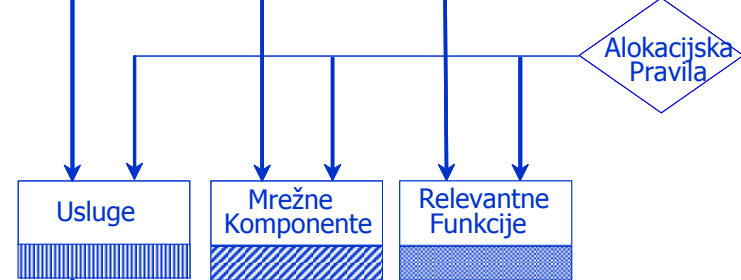 Alokacijska
Pravila
Usluge
Mrežne
Komponente
Relevantne
Funkcije